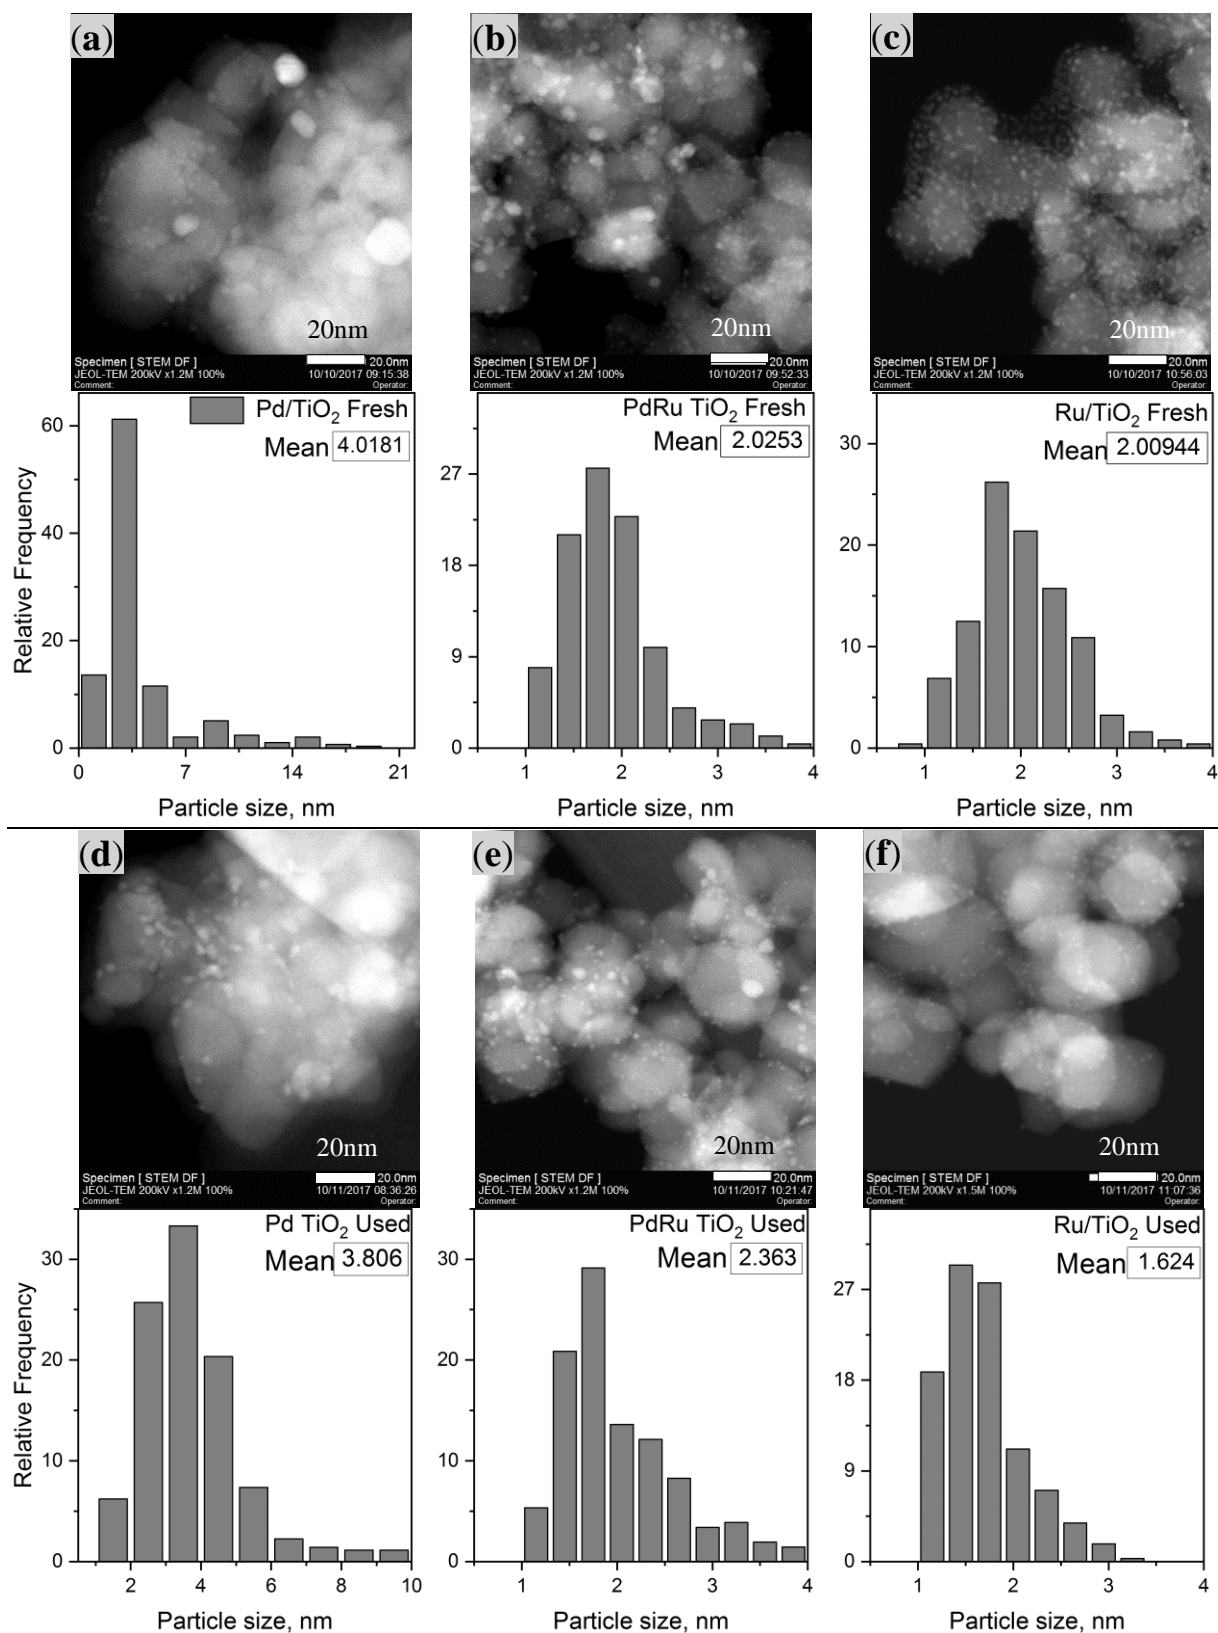 (a)
20nm
Specimen [ STEM DF ] 20.0nm
JEOL-TEM 200kV x1.2M 100% 10/10/2017 09:15:38
Comment: Operator:
(b)
20nm
Specimen [ STEM DF ] 20.0nm
JEOL-TEM 200kV x1.2M 100% 10/10/2017 09:52:33
Comment: Operator:
(c)
20nm
Specimen [ STEM DF ] 20.0nm
JEOL-TEM 200kV x1.2M 100% 10/10/2017 10:56:03
Comment: Operator:
Pd/TiO2 Fresh
Mean 4.0181
Relative Frequency
60
40
20
0
0 7 14 21
Particle size, nm
PdRu TiO2 Fresh
Mean 2.0253
27
18
9
0
1 2 3 4
Particle size, nm
Ru/TiO2 Fresh
Mean 2.00944
30
20
10
0
1 2 3 4
Particle size, nm
(d)
20nm
Specimen [ STEM DF ] 20.0nm
JEOL-TEM 200kV x1.2M 100% 10/11/2017 08:36:26
Comment: Operator:
(e)
20nm
Specimen [ STEM DF ] 20.0nm
JEOL-TEM 200kV x1.2M 100% 10/11/2017 10:21:47
Comment: Operator:
(f)
20nm
Specimen [ STEM DF ] 20.0nm
JEOL-TEM 200kV x1.5M 100% 10/11/2017 11:07:36
Comment: Operator:
Pd TiO2 Used
Mean 3.806
Relative Frequency
30
20
10
0
2 4 6 8 10
Particle size, nm
PdRu TiO2 Used
Mean 2.363
30
20
10
0
1 2 3 4
Particle size, nm
Ru/TiO2 Used
Mean 1.624
27
18
9
0
1 2 3 4
Particle size, nm